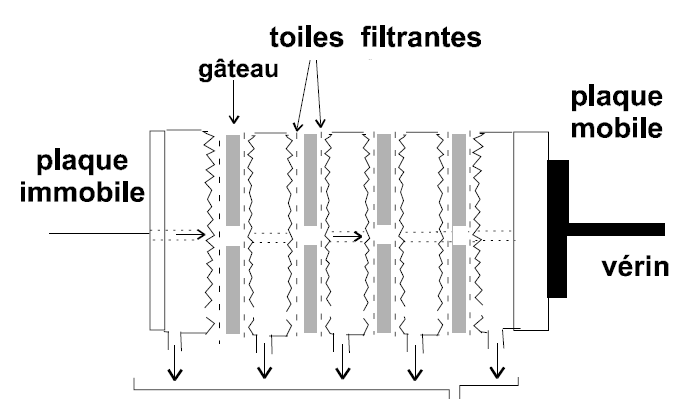 toiles filtrantes
gâteau
plaque
mobile
plaque
immobile
vérin